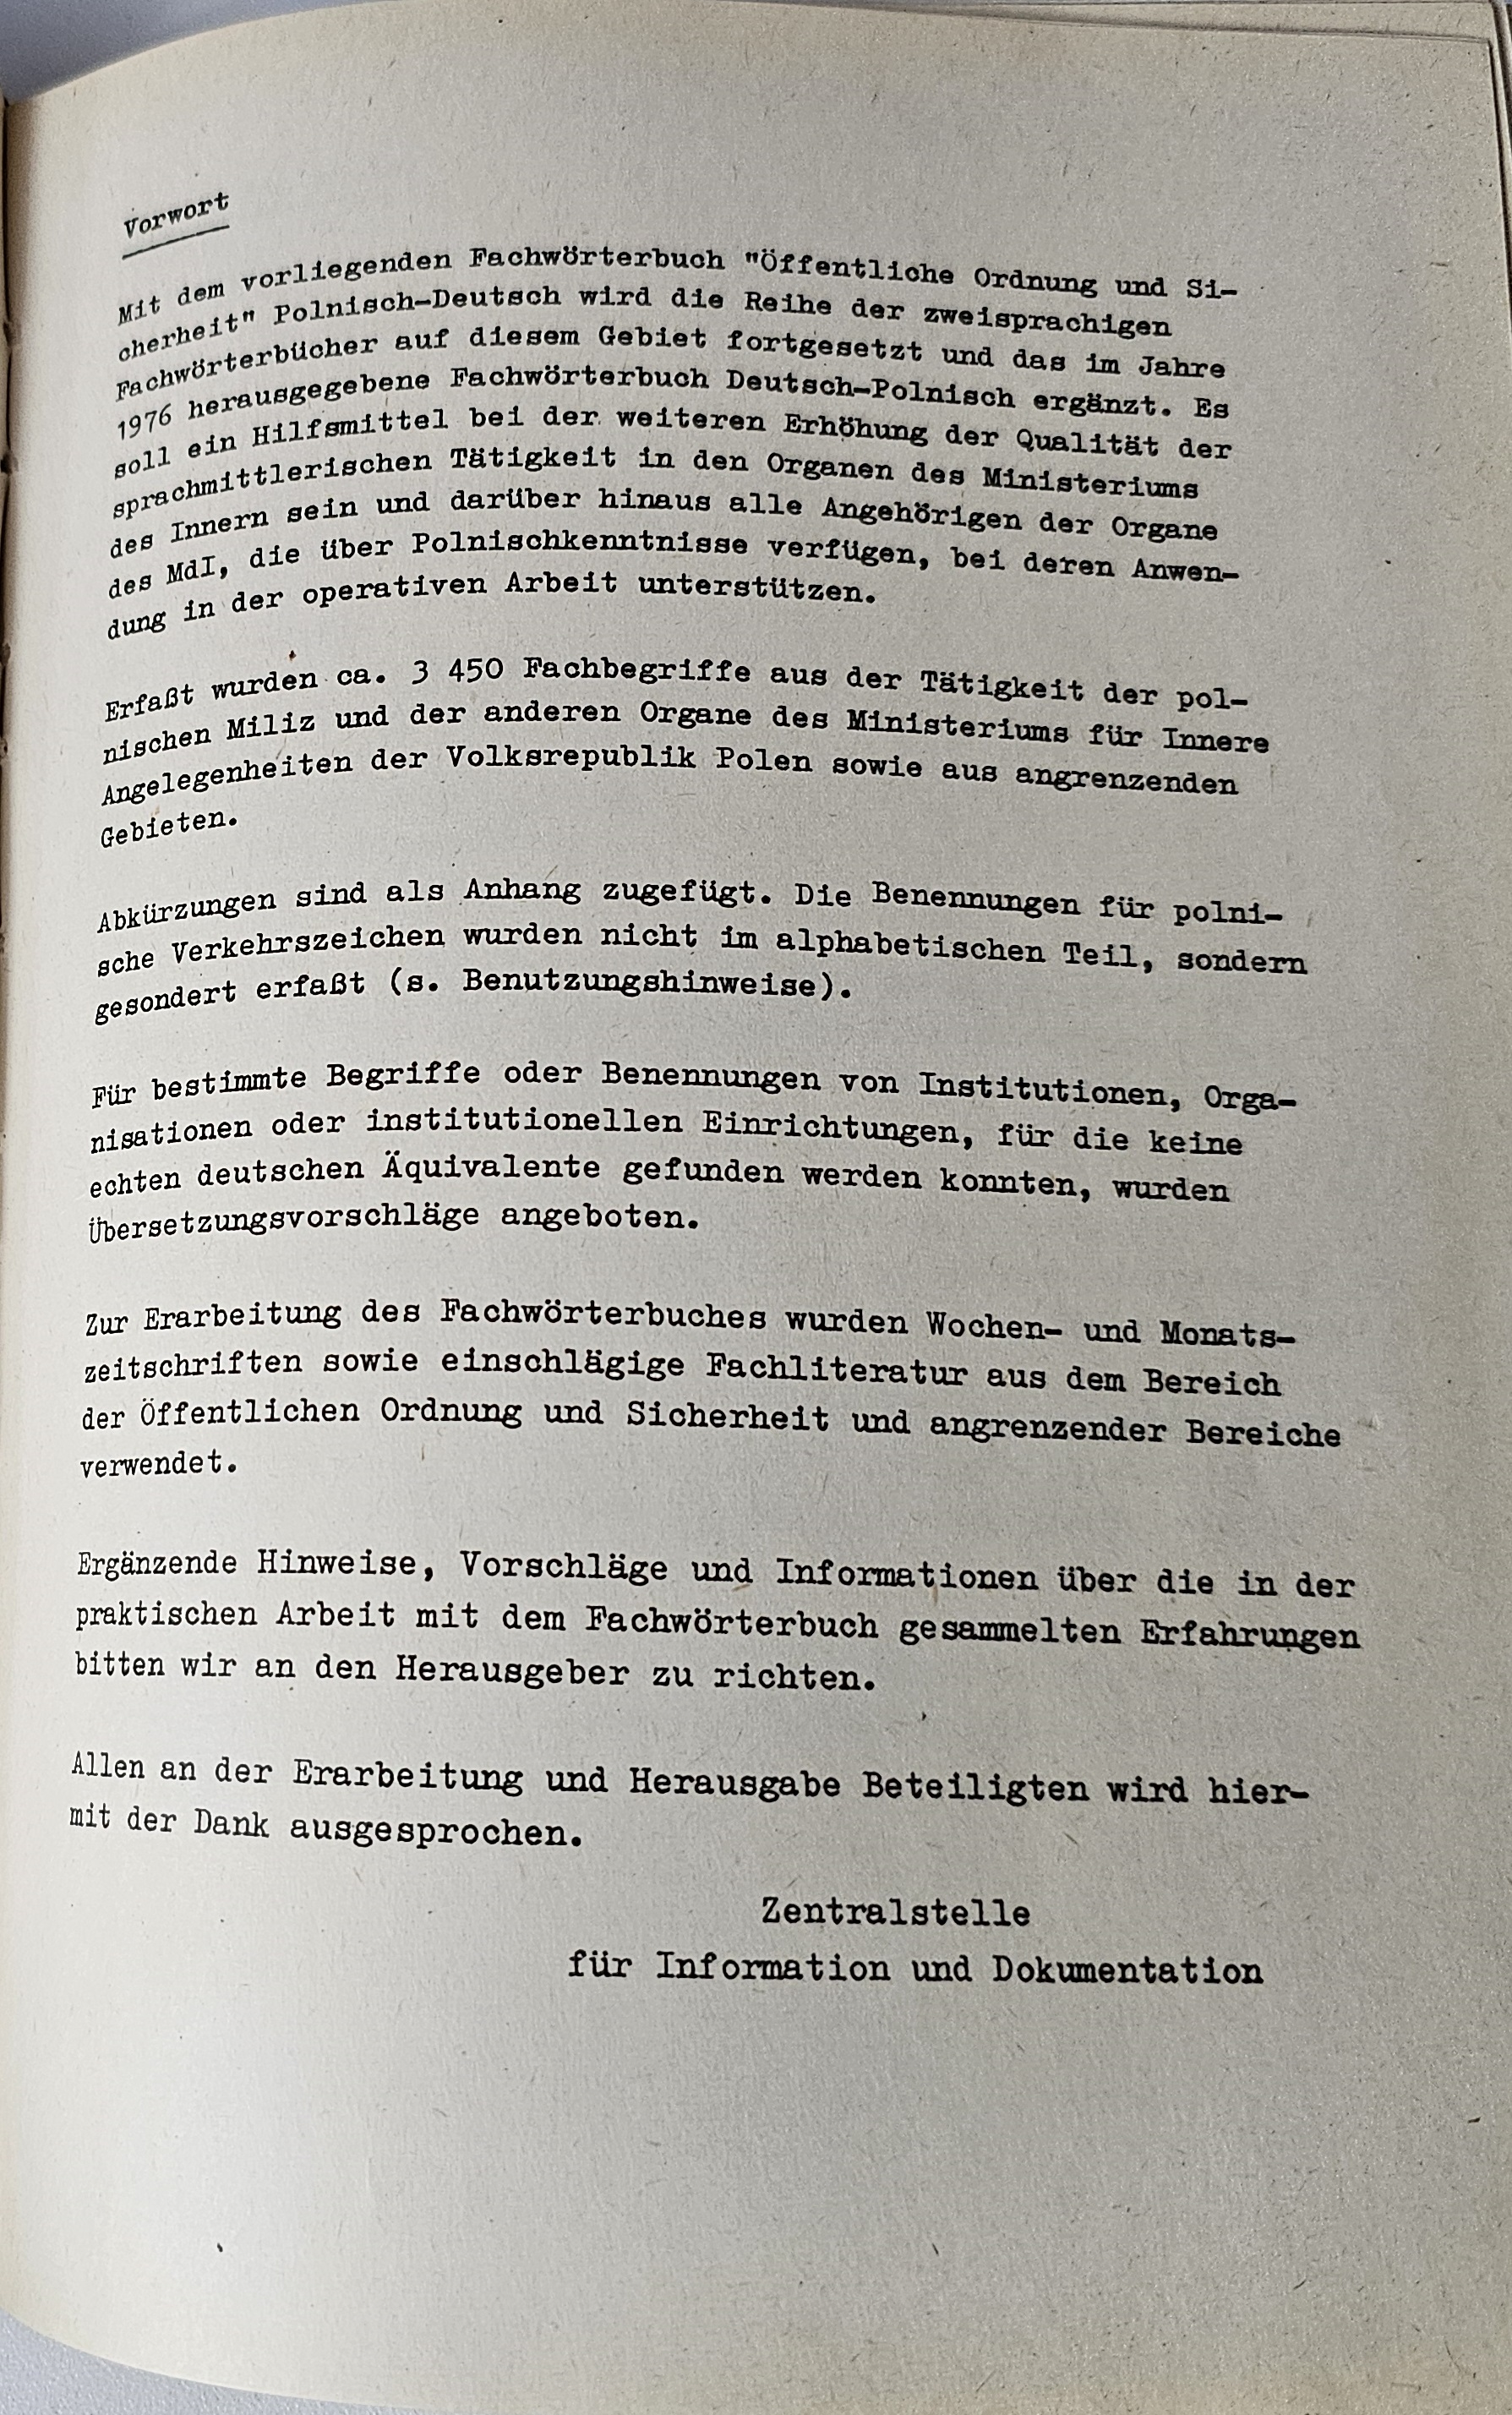 Vorwort
Mit dem vorliegenden Fachwörterbuch "Öffentliche Ordnung und Si-
cherheit" Polnisch-Deutsch wird die Reihe der zweisprachigen
Fachwörterbücher auf diesem Gebiet fortgesetzt und das im Jahre
1976 herausgegebene Fachwörterbuch Deutsch-Polnisch ergänzt. Es
soll ein Hilfsmittel bei der weiteren Erhöhung der Qualität der
sprachmittlerischen Tätigkeit in den Organen des Ministeriums
des Innern sein und darüber hinaus alle Angehörigen der Organe
des MdI, die über Polnischkenntnisse verfügen, bei deren Anwen-
dung in der operativen Arbeit unterstützen.
Erfaßt wurden ca. 3 450 Fachbegriffe aus der Tätigkeit der pol-
nischen Miliz und der anderen Organe des Ministeriums für Innere
Angelegenheiten der Volksrepublik Polen sowie aus angrenzenden
Gebieten.
Abkürzungen sind als Anhang zugefügt. Die Benennungen für polni-
sche Verkehrszeichen wurden nicht im alphabetischen Teil, sondern
gesondert erfaßt (s. Benutzungshinweise).
Für bestimmte Begriffe oder Benennungen von Institutionen, Orga-
nisationen oder institutionellen Einrichtungen, für die keine
echten deutschen Äquivalente gefunden werden konnten, wurden
Übersetzungsvorschläge angeboten.
Zur Erarbeitung des Fachwörterbuches wurden Wochen- und Monats-
zeitschriften sowie einschlägige Fachliteratur aus dem Bereich
der Öffentlichen Ordnung und Sicherheit und angrenzender Bereiche
verwendet.
Ergänzende Hinweise, Vorschläge und Informationen über die in der
praktischen Arbeit mit dem Fachwörterbuch gesammelten Erfahrungen
bitten wir an den Herausgeber zu richten.
Allen an der Erarbeitung und Herausgabe Beteiligten wird hier-
mit der Dank ausgesprochen.
Zentralstelle
für Information und Dokumentation